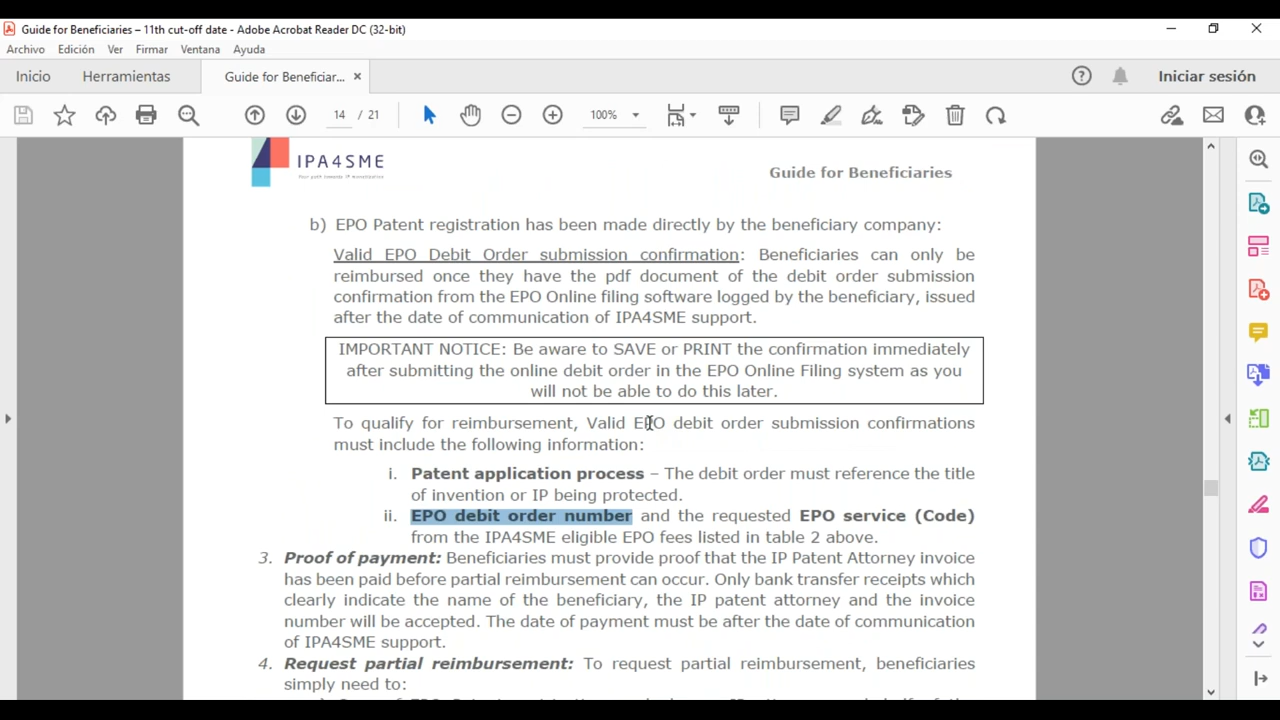 Guide for Beneficiaries – 11th cut-off date - Adobe Acrobat Reader DC (32-bit)
Archivo Edición Ver Firmar Ventana Ayuda
Inicio Herramientas Guide for Beneficiar... × Iniciar sesión
14 / 21 100%
IPA4SME
Your path towards IP monetisation
Guide for Beneficiaries
b) EPO Patent registration has been made directly by the beneficiary company:
Valid EPO Debit Order submission confirmation: Beneficiaries can only be
reimbursed once they have the pdf document of the debit order submission
confirmation from the EPO Online filing software logged by the beneficiary, issued
after the date of communication of IPA4SME support.
IMPORTANT NOTICE: Be aware to SAVE or PRINT the confirmation immediately
after submitting the online debit order in the EPO Online Filing system as you
will not be able to do this later.
To qualify for reimbursement, Valid EPO debit order submission confirmations
must include the following information:
i. Patent application process – The debit order must reference the title
of invention or IP being protected.
ii. EPO debit order number and the requested EPO service (Code)
from the IPA4SME eligible EPO fees listed in table 2 above.
3. Proof of payment: Beneficiaries must provide proof that the IP Patent Attorney invoice
has been paid before partial reimbursement can occur. Only bank transfer receipts which
clearly indicate the name of the beneficiary, the IP patent attorney and the invoice
number will be accepted. The date of payment must be after the date of communication
of IPA4SME support.
4. Request partial reimbursement: To request partial reimbursement, beneficiaries
simply need to: